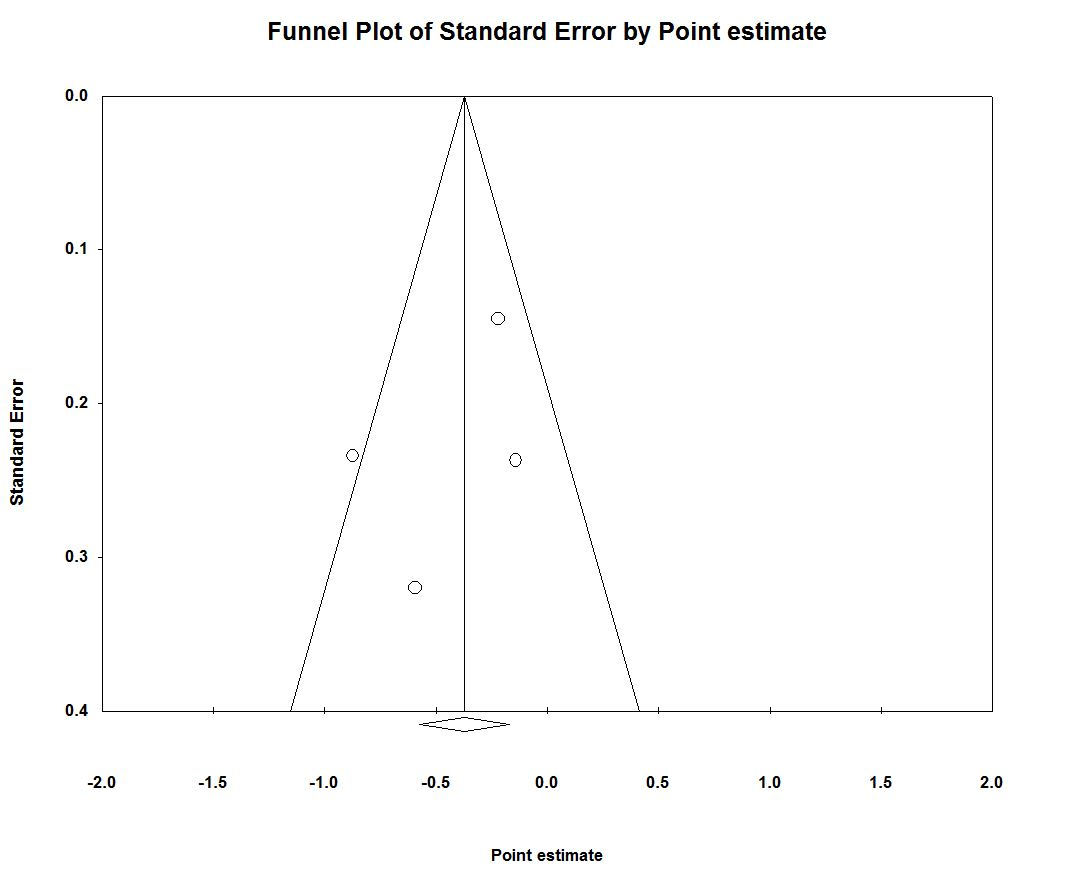 Funnel Plot of Standard Error by Point estimate
0.0
0.1
0.2
0.3
0.4
Standard Error
-2.0 -1.5 -1.0 -0.5 0.0 0.5 1.0 1.5 2.0
Point estimate